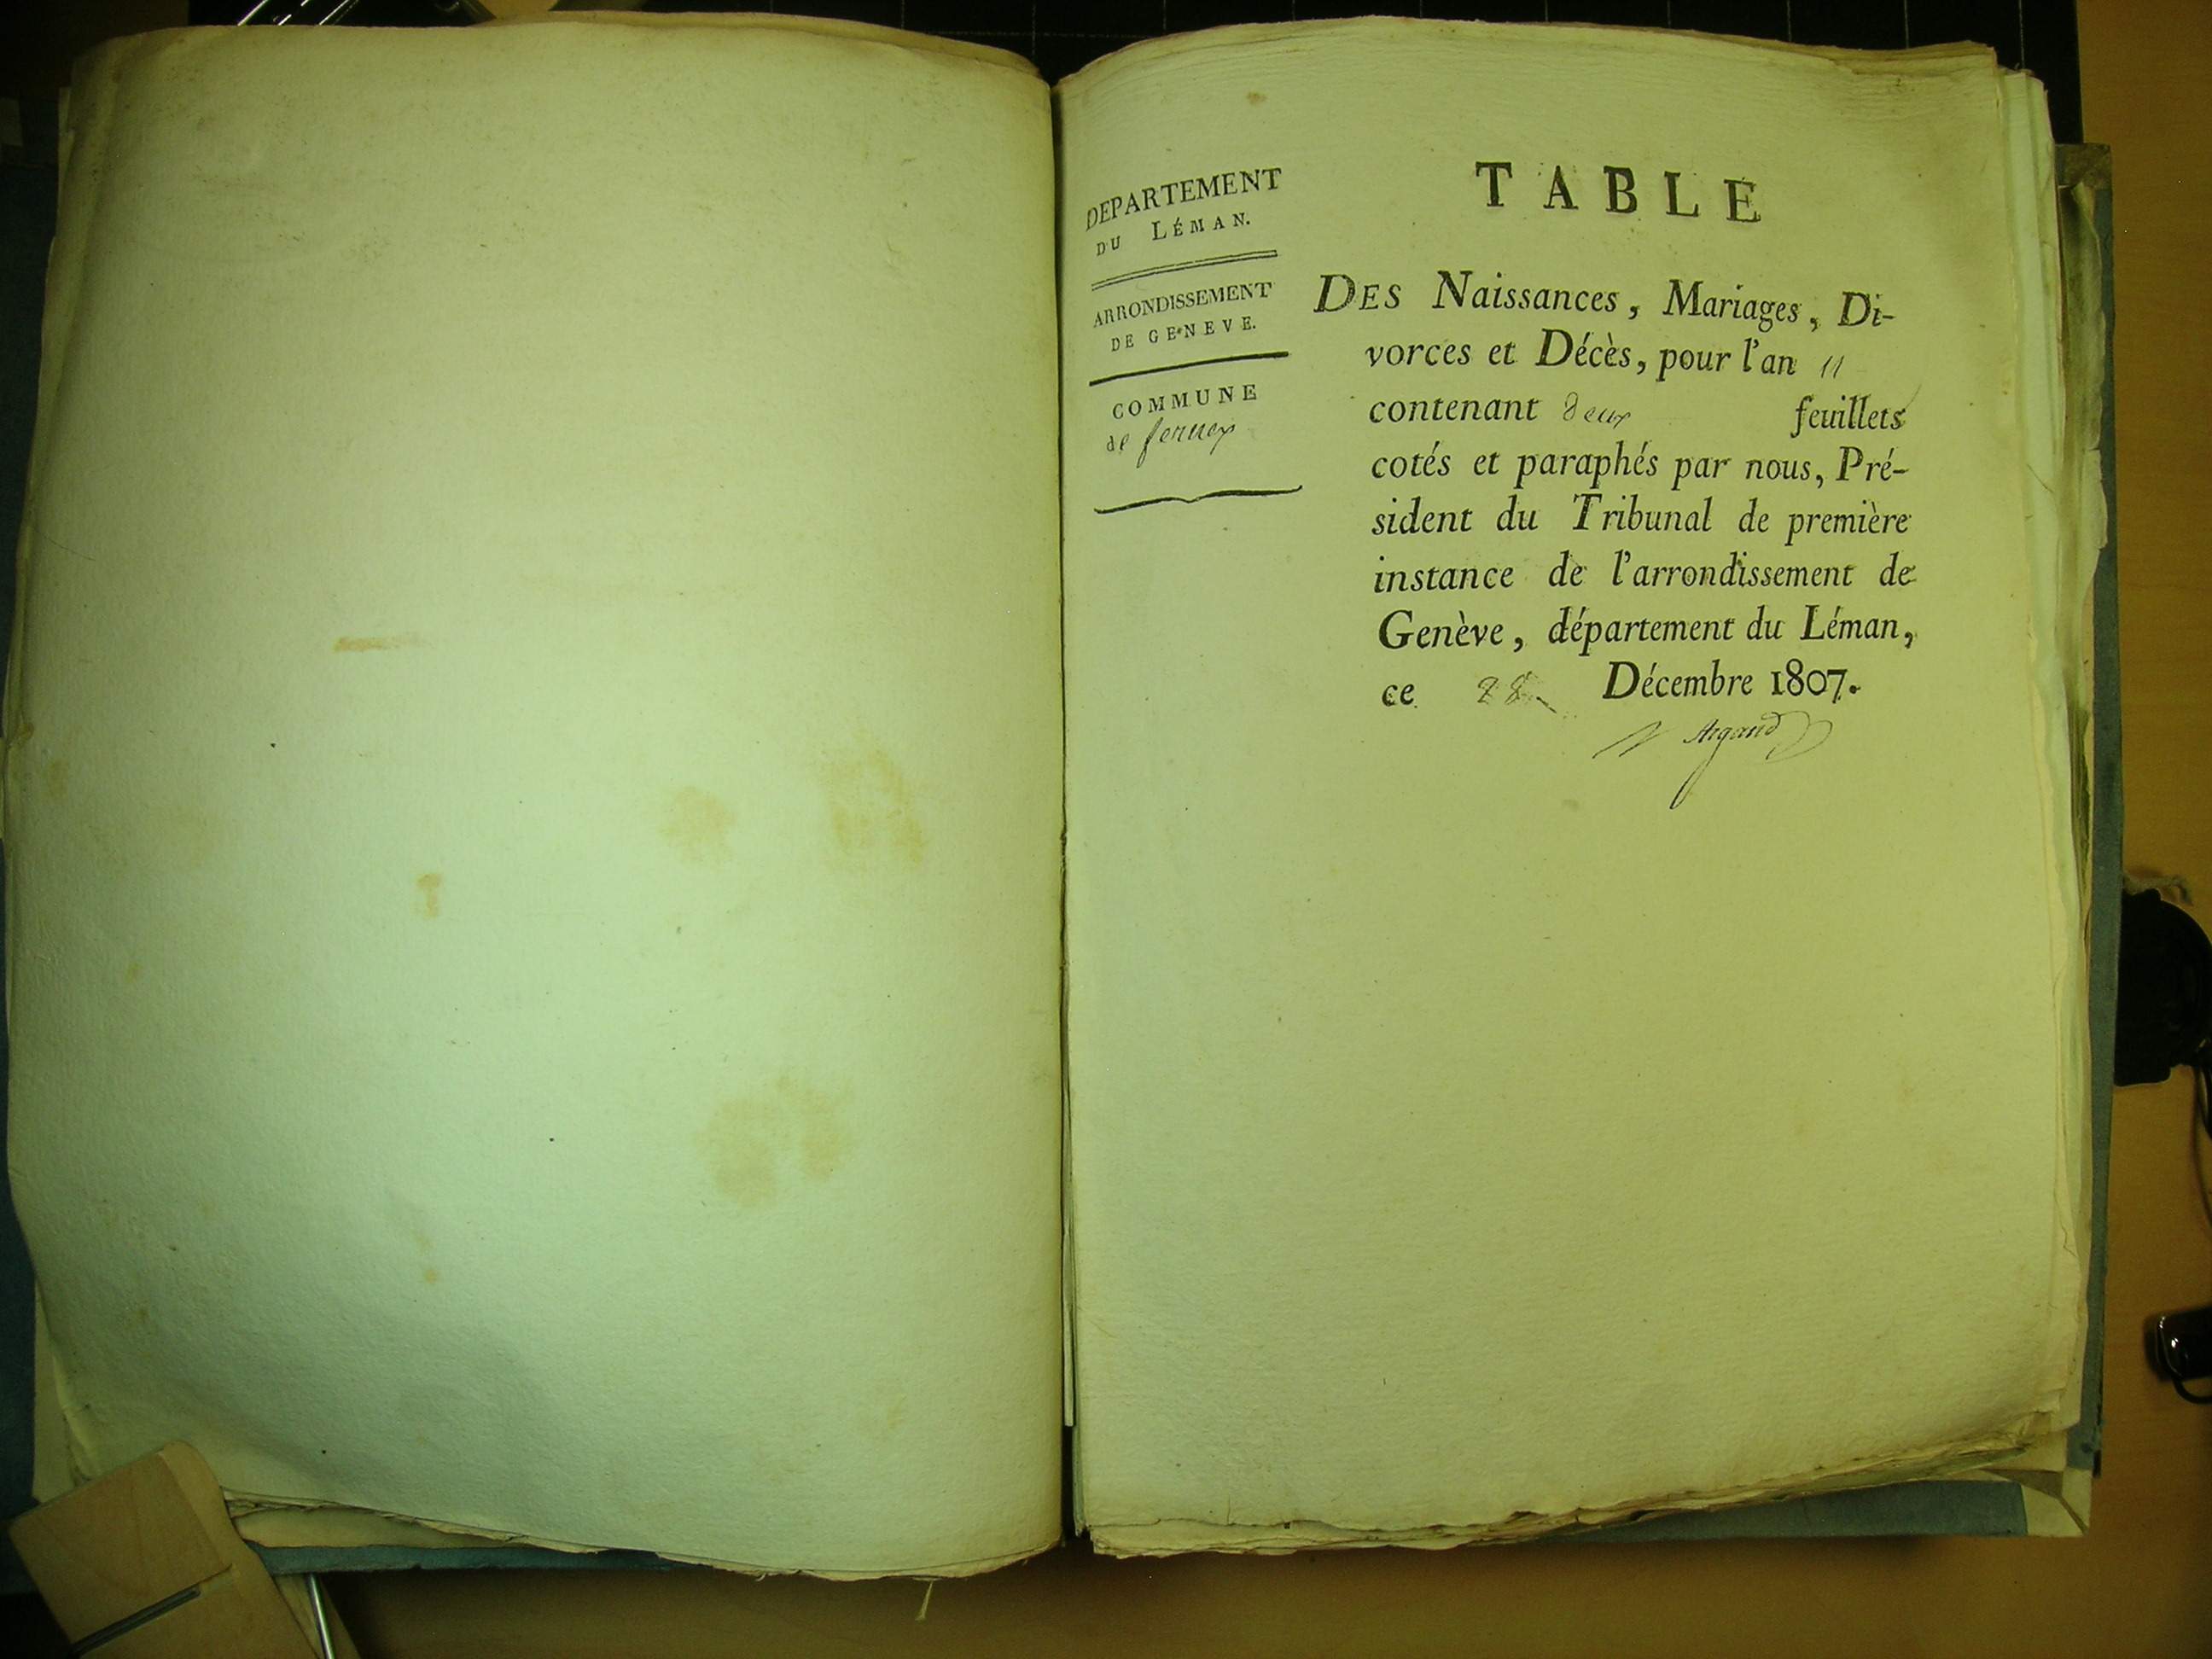 DEPARTEMENT
DU LÉMAN.
ARRONDISSEMENT
DE GENEVE.
COMMUNE
de fernex
TABLE
DES Naissances, Mariages, Di-
vorces et Décès, pour l'an 11
contenant deux feuillets
cotés et paraphés par nous, Pré-
sident du Tribunal de première
instance de l'arrondissement de
Genève, département du Léman,
ce 28 Décembre 1807.
Argand